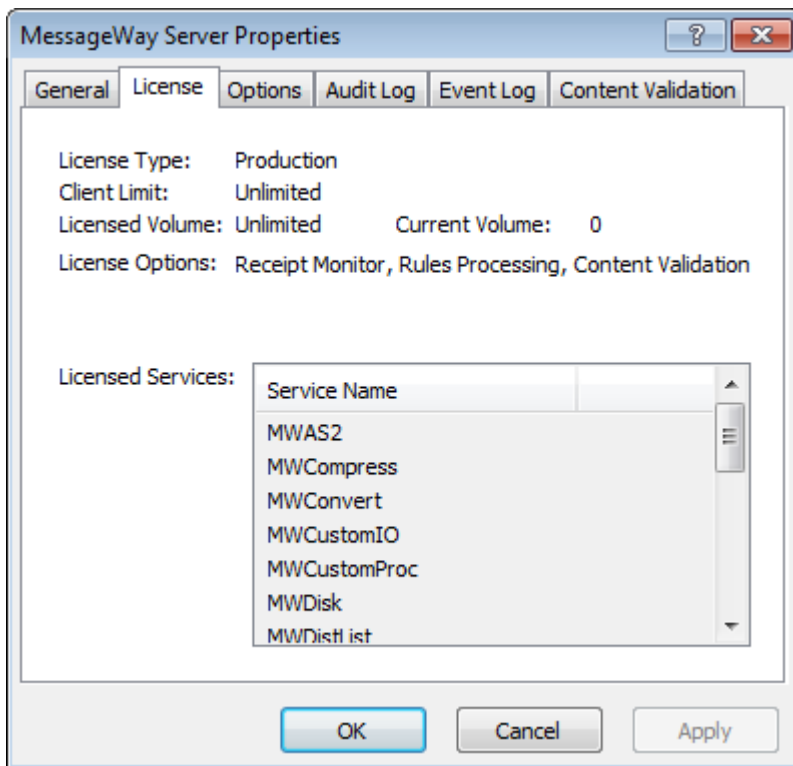 MessageWay Server Properties
General License Options Audit Log Event Log Content Validation
License Type: Production
Client Limit: Unlimited
Licensed Volume: Unlimited Current Volume: 0
License Options: Receipt Monitor, Rules Processing, Content Validation
Licensed Services:
Service Name
MWAS2
MWCompress
MWConvert
MWCustomIO
MWCustomProc
MWDisk
MWDistList
OK Cancel Apply